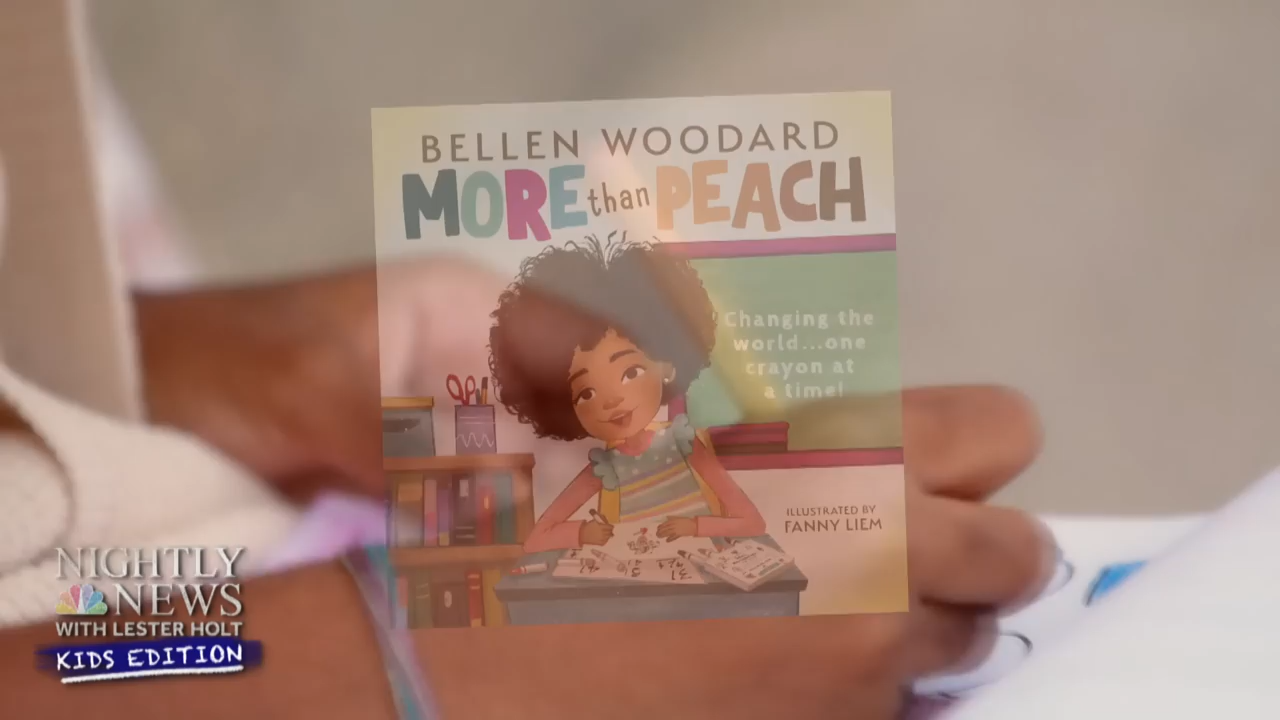 BELLEN WOODARD
MORE than PEACH
Changing the
world...one
crayon at
a time!
ILLUSTRATED BY
FANNY LIEM
NIGHTLY
NEWS
WITH LESTER HOLT
KIDS EDITION